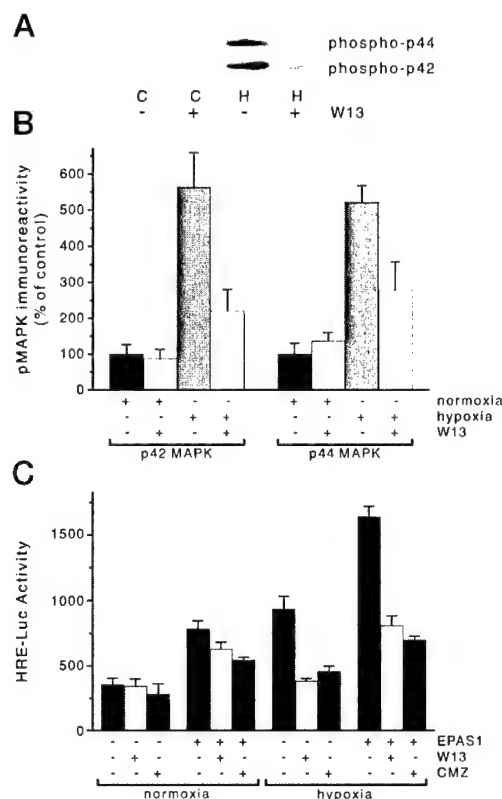 A
phospho-p44
phospho-p42
C C H H
- + - + W13
B
pMAPK immunoreactivity
(% of control)
600
500
400
300
200
100
0
+ + - - + + - - normoxia
- - + + - - + + hypoxia
- + - + - + - + W13
p42 MAPK p44 MAPK
C
HRE-Luc Activity
1500
1000
500
0
- - - + + + - - - + + + EPAS1
- + - - + - - + - - + - W13
- - + - - + - - + - - + CMZ
normoxia hypoxia